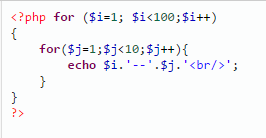 <?php for ($i=1; $i<100;$i++)
{
    for($j=1;$j<10;$j++){
        echo $i.'--'.$j.'<br/>';
    }
}
?>